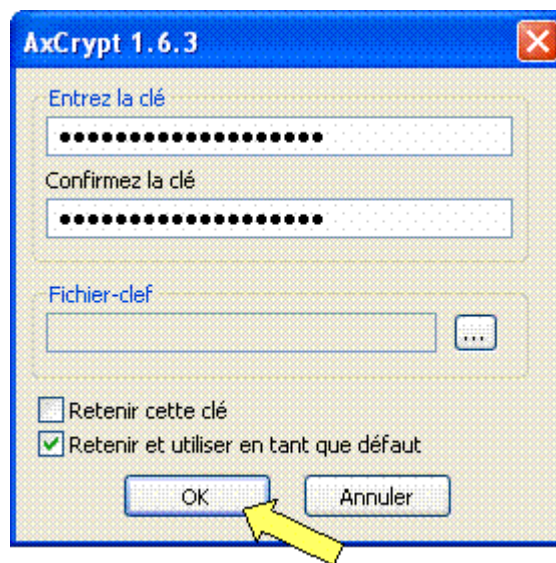 AxCrypt 1.6.3
Entrez la clé
●●●●●●●●●●●●●●●●●●●
Confirmez la clé
●●●●●●●●●●●●●●●●●●●
Fichier-clef
...
Retenir cette clé
Retenir et utiliser en tant que défaut
OK Annuler